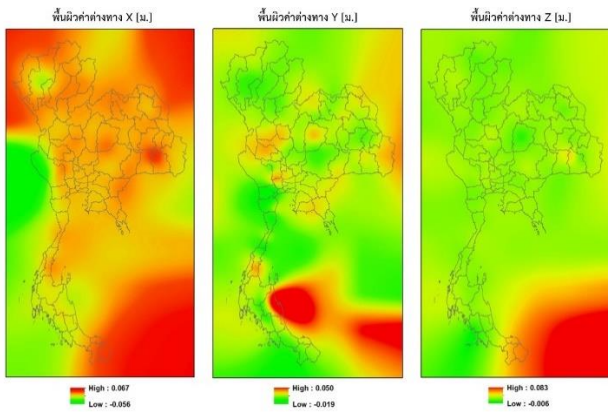 พื้นผิวค่าต่างทาง X [ม.]
พื้นผิวค่าต่างทาง Y [ม.]
พื้นผิวค่าต่างทาง Z [ม.]
High : 0.067
Low : -0.056
High : 0.050
Low : -0.019
High : 0.083
Low : -0.006